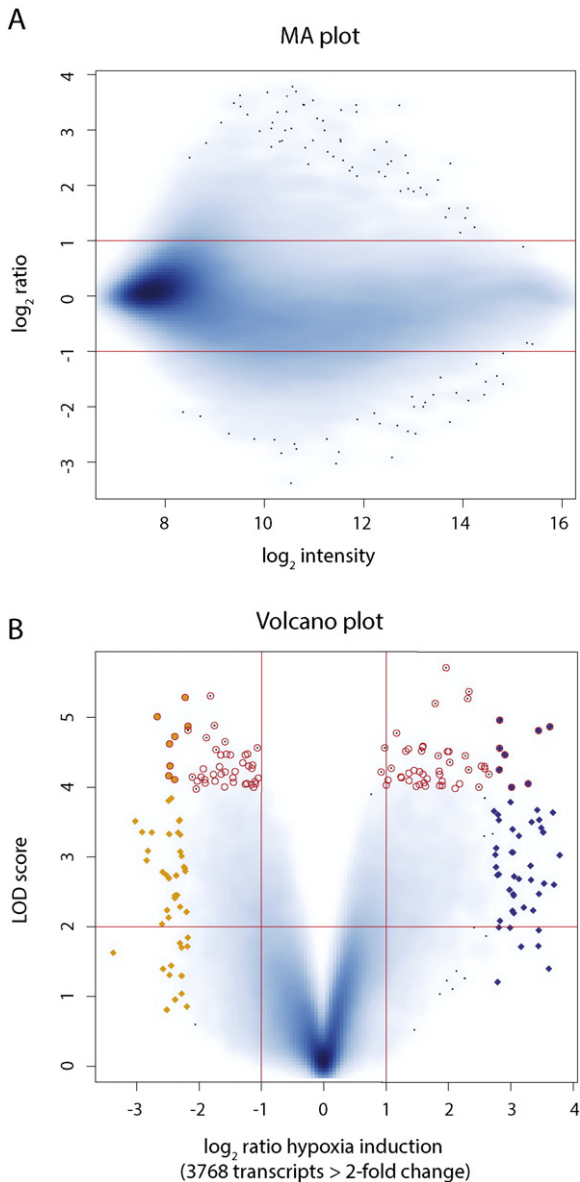 A
MA plot
4
3
2
1
0
-1
-2
-3
log2 ratio
8 10 12 14 16
log2 intensity
B
Volcano plot
5
4
3
2
1
0
LOD score
-3 -2 -1 0 1 2 3 4
log2 ratio hypoxia induction
(3768 transcripts > 2-fold change)